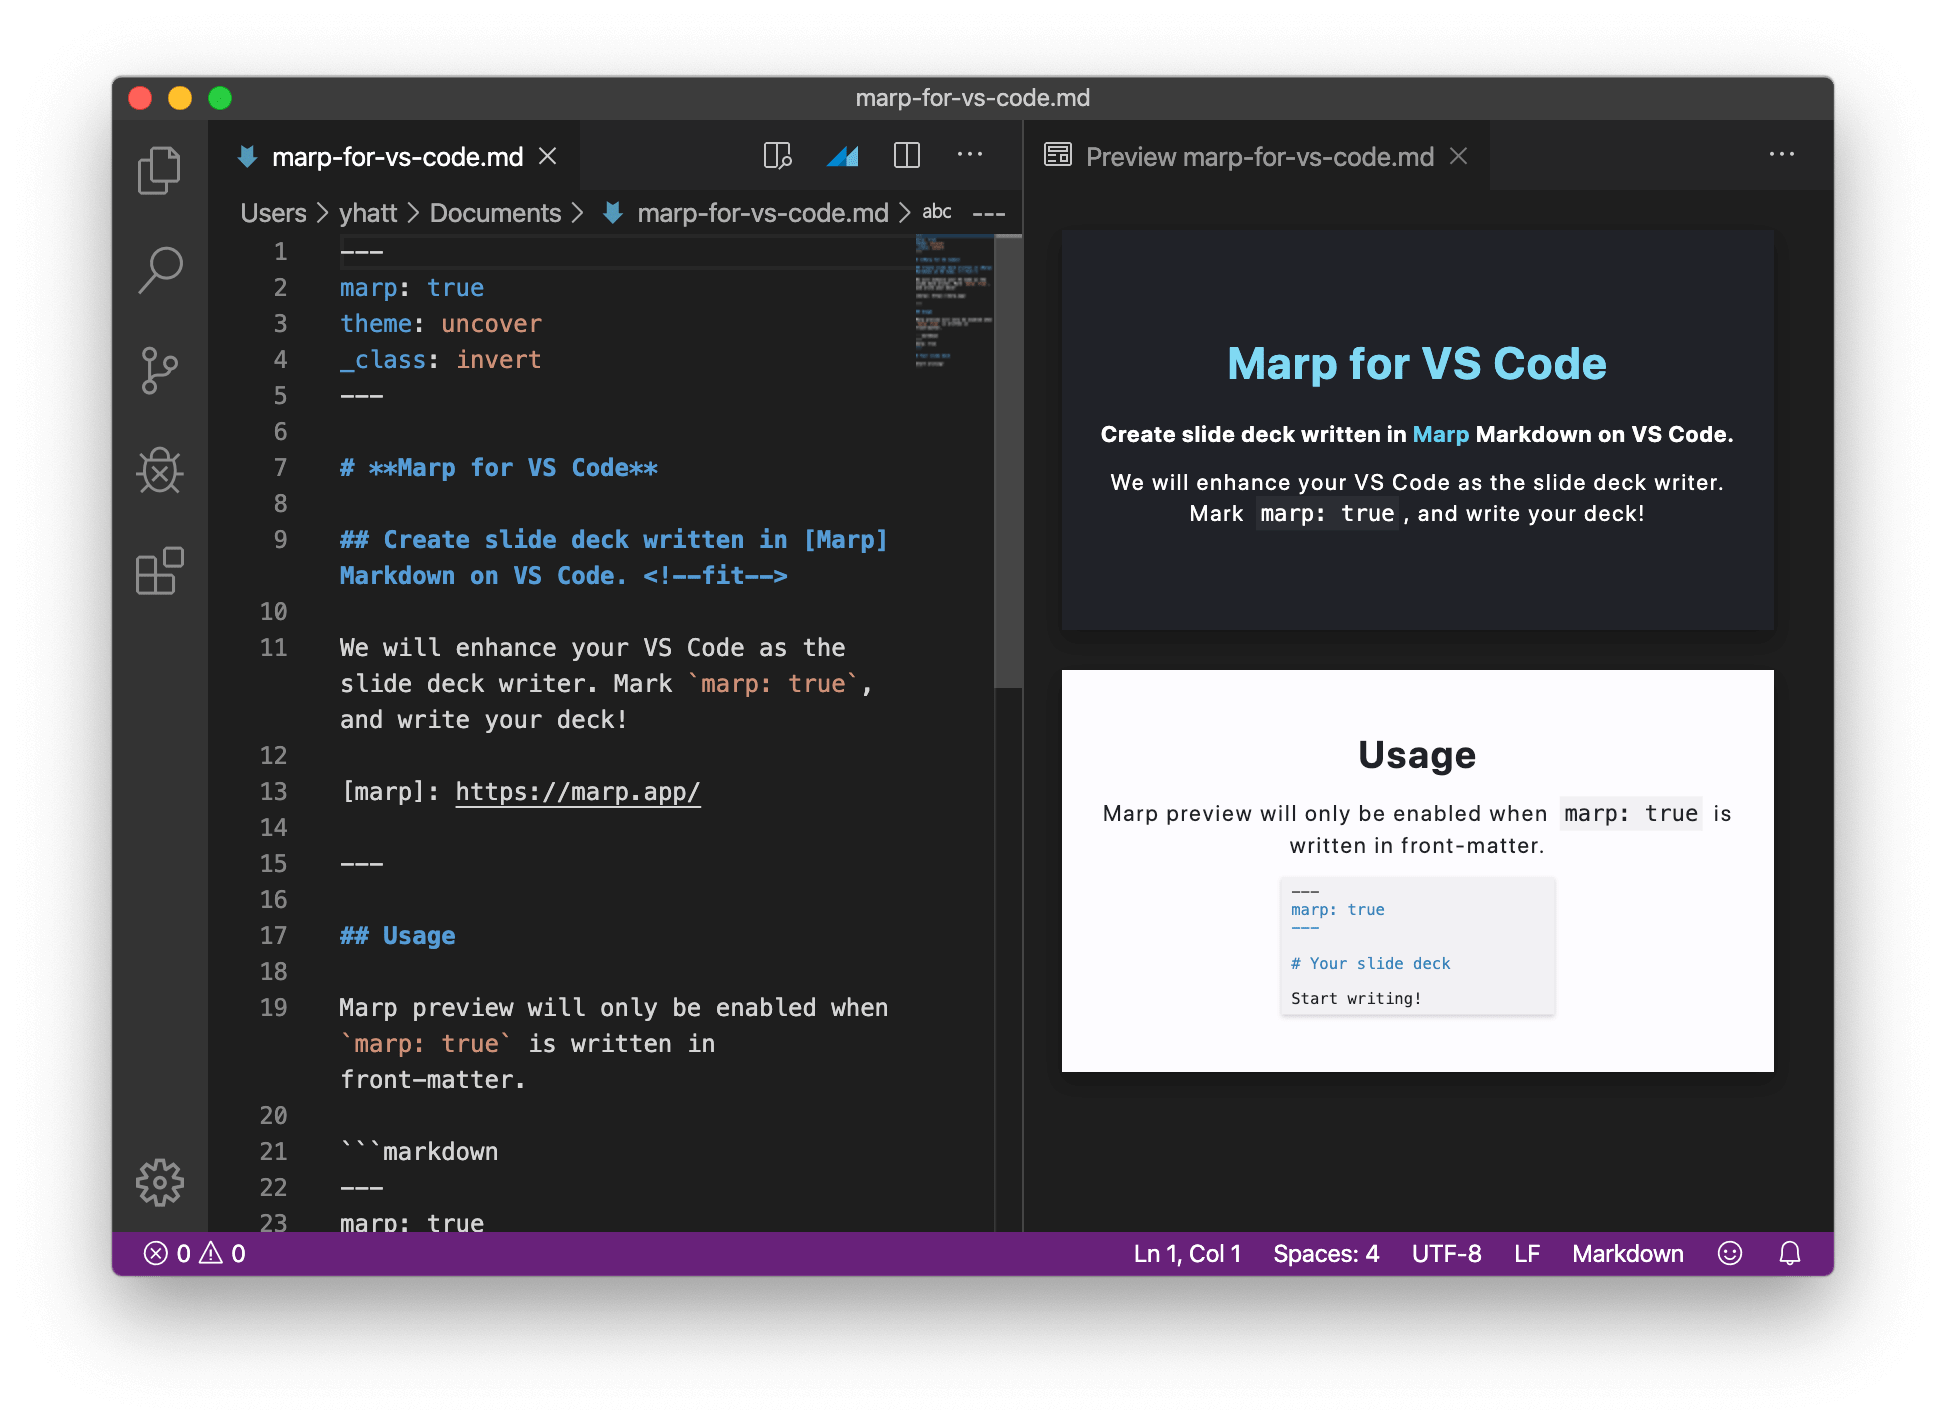 marp-for-vs-code.md
marp-for-vs-code.md
Preview marp-for-vs-code.md
Users > yhatt > Documents > marp-for-vs-code.md > abc ---
1 ---
2 marp: true
3 theme: uncover
4 _class: invert
5 ---
6
7 # **Marp for VS Code**
8
9 ## Create slide deck written in [Marp]
Markdown on VS Code. <!--fit-->
10
11 We will enhance your VS Code as the
slide deck writer. Mark `marp: true`,
and write your deck!
12
13 [marp]: https://marp.app/
14
15 ---
16
17 ## Usage
18
19 Marp preview will only be enabled when
`marp: true` is written in
front-matter.
20
21 ```markdown
22 ---
23 marp: true
Marp for VS Code
Create slide deck written in Marp Markdown on VS Code.
We will enhance your VS Code as the slide deck writer.
Mark marp: true, and write your deck!
Usage
Marp preview will only be enabled when marp: true is
written in front-matter.
---
marp: true
---
# Your slide deck
Start writing!
0 0
Ln 1, Col 1 Spaces: 4 UTF-8 LF Markdown